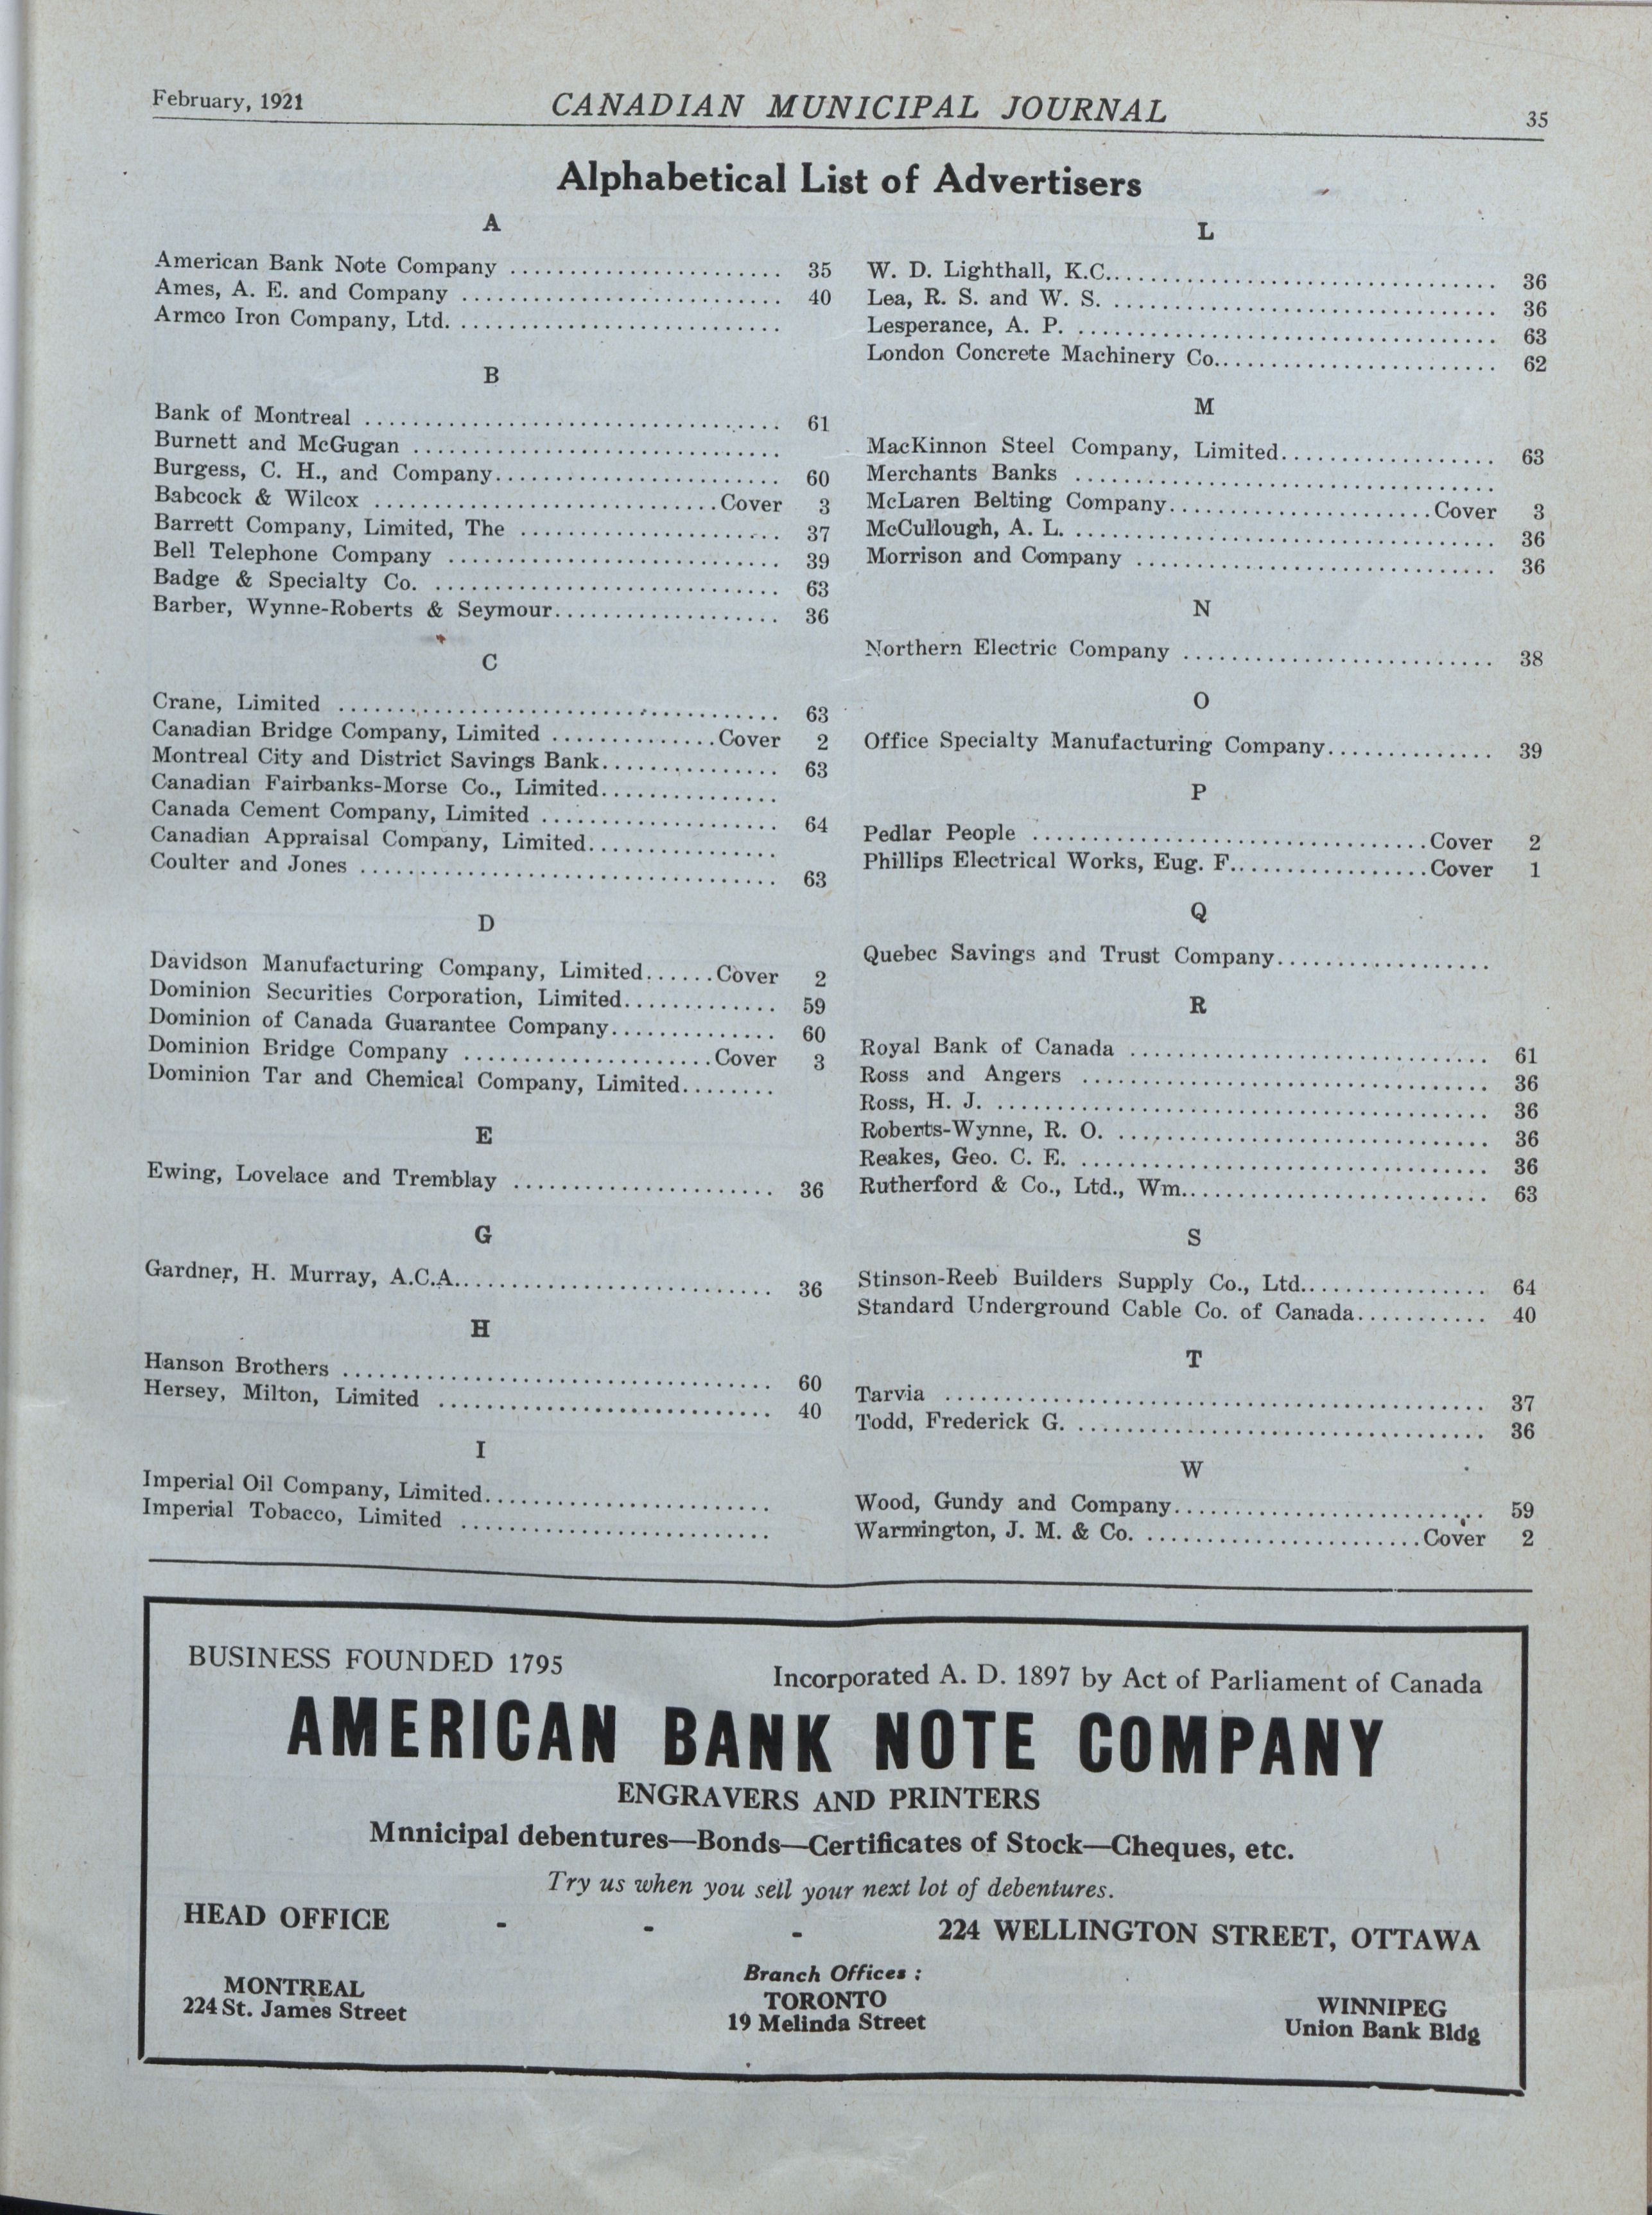 February, 1921 CANADIAN MUNICIPAL JOURNAL 35
Alphabetical List of Advertisers
A
American Bank Note Company ...................... 35
Ames, A. E. and Company .......................... 40
Armco Iron Company, Ltd. ..........................
B
Bank of Montreal .................................. 61
Burnett and McGugan ..............................
Burgess, C. H., and Company....................... 60
Babcock & Wilcox ............................Cover 3
Barrett Company, Limited, The ..................... 37
Bell Telephone Company ........................... 39
Badge & Specialty Co. ............................ 63
Barber, Wynne-Roberts & Seymour................... 36
C
Crane, Limited .................................... 63
Canadian Bridge Company, Limited ..............Cover 2
Montreal City and District Savings Bank............... 63
Canadian Fairbanks-Morse Co., Limited...............
Canada Cement Company, Limited .................... 64
Canadian Appraisal Company, Limited................
Coulter and Jones .................................. 63
D
Davidson Manufacturing Company, Limited......Cover 2
Dominion Securities Corporation, Limited............. 59
Dominion of Canada Guarantee Company.............. 60
Dominion Bridge Company .....................Cover 3
Dominion Tar and Chemical Company, Limited........
E
Ewing, Lovelace and Tremblay ...................... 36
G
Gardner, H. Murray, A.C.A.......................... 36
H
Hanson Brothers ................................... 60
Hersey, Milton, Limited ........................... 40
I
Imperial Oil Company, Limited.......................
Imperial Tobacco, Limited .........................
L
W. D. Lighthall, K.C................................ 36
Lea, R. S. and W. S. ............................... 36
Lesperance, A. P. .................................. 63
London Concrete Machinery Co....................... 62
M
MacKinnon Steel Company, Limited.................. 63
Merchants Banks ..................................
McLaren Belting Company......................Cover 3
McCullough, A. L. .................................. 36
Morrison and Company .............................. 36
N
Northern Electric Company .......................... 38
O
Office Specialty Manufacturing Company.............. 39
P
Pedlar People ................................Cover 2
Phillips Electrical Works, Eug. F.................Cover 1
Q
Quebec Savings and Trust Company..................
R
Royal Bank of Canada .............................. 61
Ross and Angers .................................. 36
Ross, H. J. ........................................ 36
Roberts-Wynne, R. O. .............................. 36
Reakes, Geo. C. E. ................................. 36
Rutherford & Co., Ltd., Wm......................... 63
S
Stinson-Reeb Builders Supply Co., Ltd................ 64
Standard Underground Cable Co. of Canada........... 40
T
Tarvia ............................................ 37
Todd, Frederick G. ................................. 36
W
Wood, Gundy and Company.......................... 59
Warmington, J. M. & Co. .......................Cover 2
BUSINESS FOUNDED 1795 Incorporated A. D. 1897 by Act of Parliament of Canada
AMERICAN BANK NOTE COMPANY
ENGRAVERS AND PRINTERS
Mnnicipal debentures—Bonds—Certificates of Stock—Cheques, etc.
Try us when you sell your next lot of debentures.
HEAD OFFICE - - - 224 WELLINGTON STREET, OTTAWA
Branch Offices :
MONTREAL TORONTO WINNIPEG
224 St. James Street 19 Melinda Street Union Bank Bldg